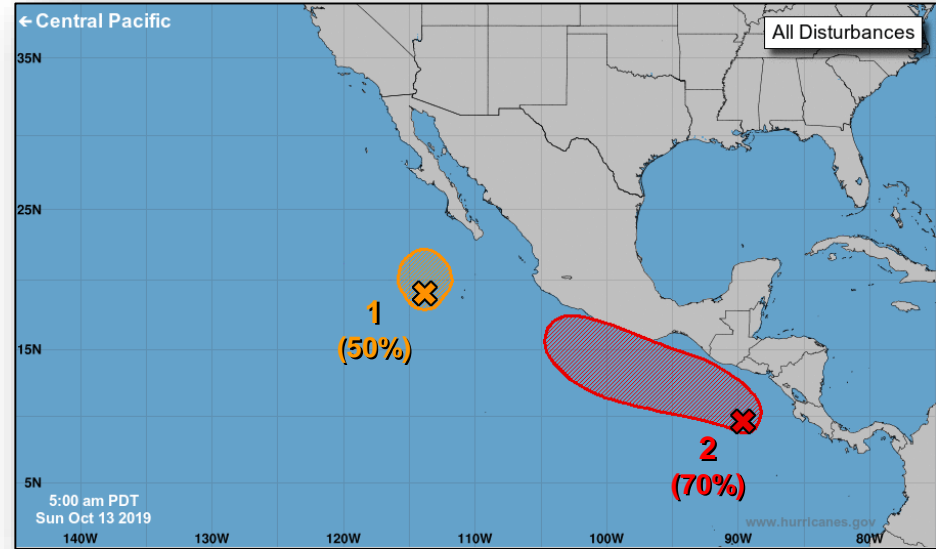 ← Central Pacific
All Disturbances
35N
25N
1
(50%)
15N
2
(70%)
5N
5:00 am PDT
Sun Oct 13 2019
www.hurricanes.gov
140W
130W
120W
110W
100W
90W
80W